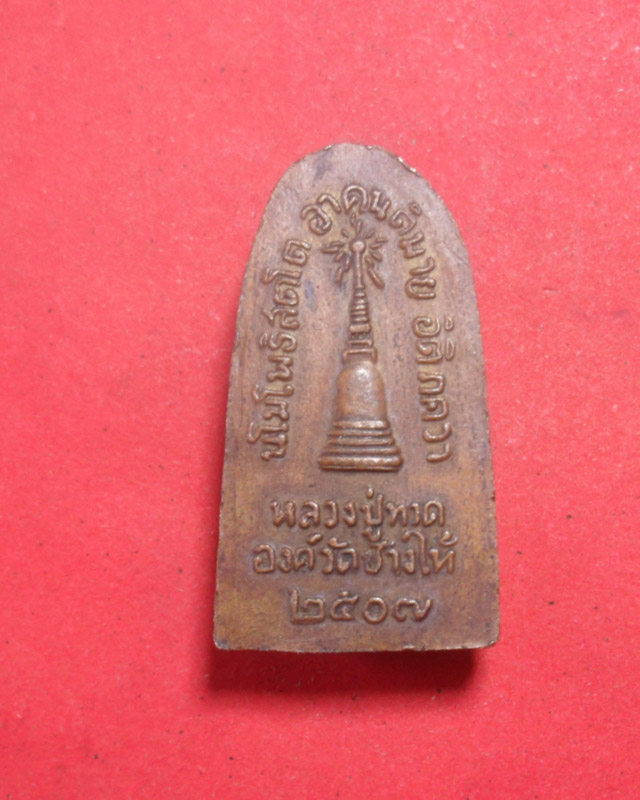 นโมโพธิสตโต อาคนติมาย อิติภควา
หลวงปู่ทวด
องค์วัดช้างให้
๒๕๐๗